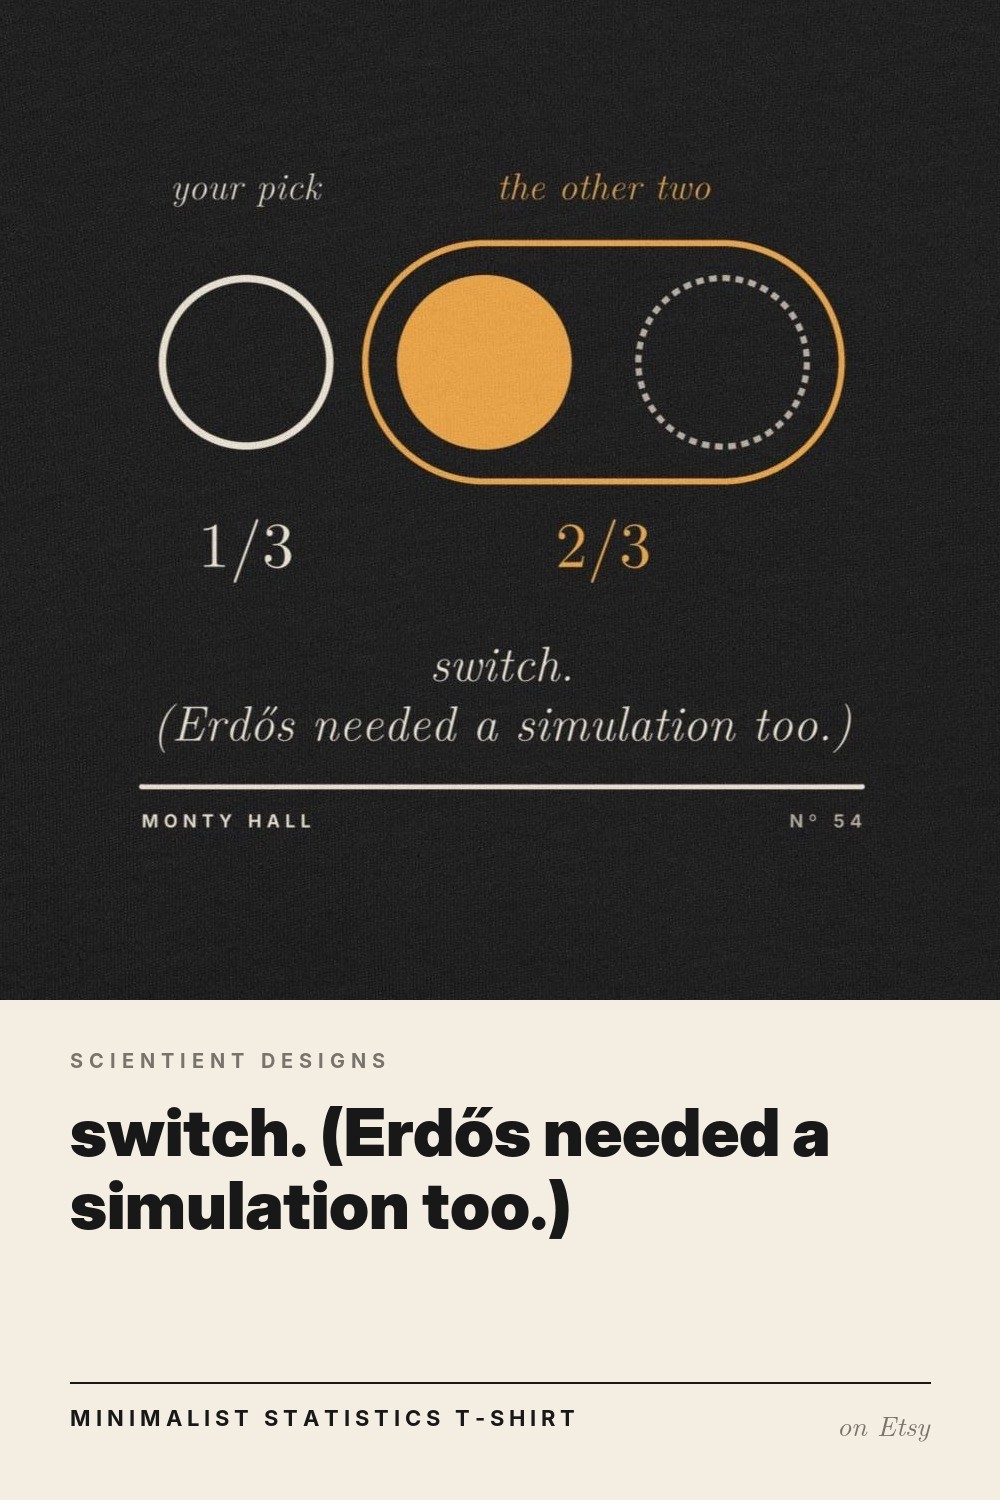 your pick
the other two
1/3
2/3
switch.
(Erdős needed a simulation too.)
MONTY HALL
Nº 54
SCIENTIENT DESIGNS
switch. (Erdős needed a
simulation too.)
MINIMALIST STATISTICS T-SHIRT
on Etsy